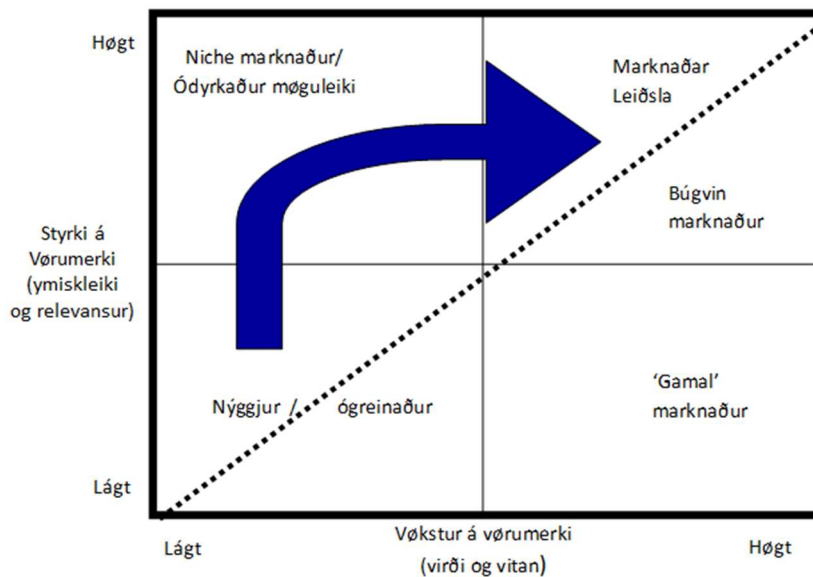 Høgt
Niche marknaður/
Ódyrkaður møguleiki
Marknaðar
Leiðsla
Búgvin
marknaður
Styrki á
Vørumerki
(ymiskleiki
og relevansur)
Nýggjur / ógreinaður
‘Gamal’
marknaður
Lágt
Lágt
Vøkstur á vørumerki
(virði og vitan)
Høgt